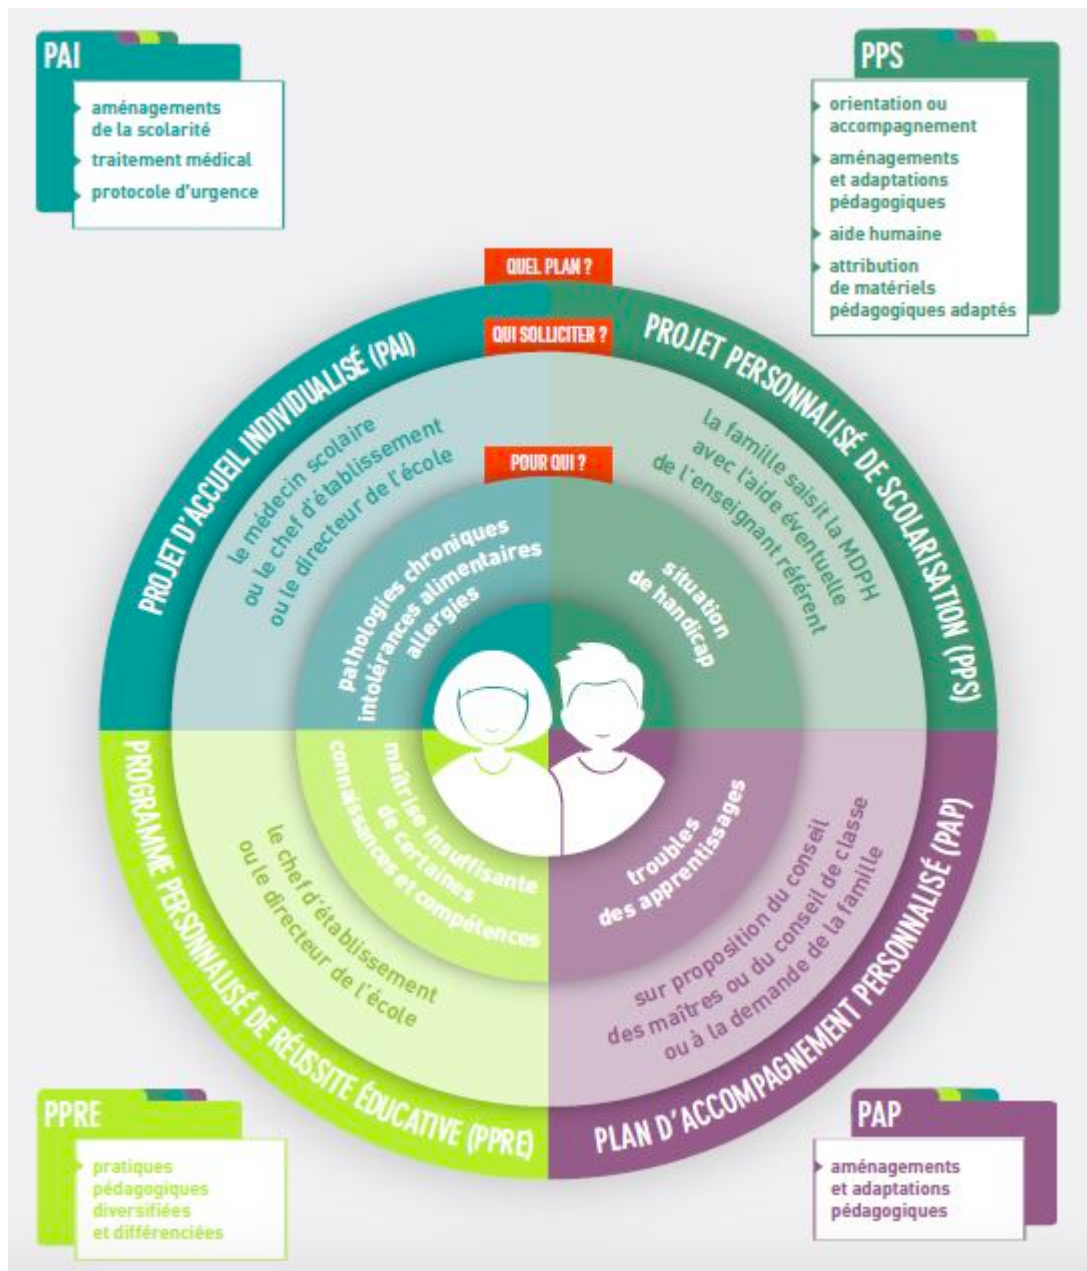 PAI
aménagements
de la scolarité
traitement médical
protocole d'urgence
PPS
orientation ou
accompagnement
aménagements
et adaptations
pédagogiques
aide humaine
attribution
de matériels
pédagogiques adaptés
QUEL PLAN ?
QUI SOLLICITER ?
POUR QUI ?
PROJET D'ACCUEIL INDIVIDUALISÉ (PAI)
le médecin scolaire
ou le chef d'établissement
ou le directeur de l'école
pathologies chroniques
intolérances alimentaires
allergies
PROJET PERSONNALISÉ DE SCOLARISATION (PPS)
la famille saisit la MDPH
avec l'aide éventuelle
de l'enseignant référent
situation
de handicap
PROGRAMME PERSONNALISÉ DE RÉUSSITE ÉDUCATIVE (PPRE)
le chef d'établissement
ou le directeur de l'école
maîtrise insuffisante
de certaines
connaissances et compétences
PLAN D'ACCOMPAGNEMENT PERSONNALISÉ (PAP)
sur proposition du conseil
des maîtres ou du conseil de classe
ou à la demande de la famille
troubles
des apprentissages
PPRE
pratiques
pédagogiques
diversifiées
et différenciées
PAP
aménagements
et adaptations
pédagogiques